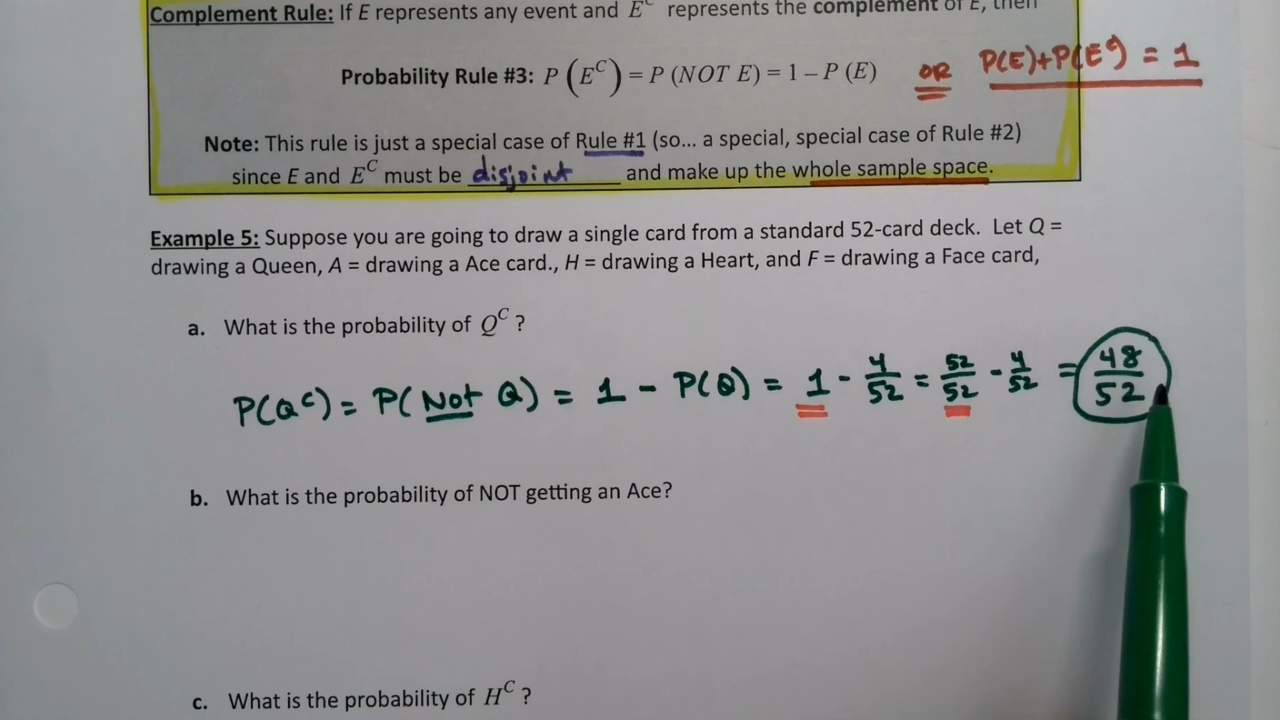 Complement Rule: If E represents any event and E^C represents the complement of E, then
Probability Rule #3: P (E^C) = P (NOT E) = 1 – P (E) OR P(E)+P(E^C) = 1
Note: This rule is just a special case of Rule #1 (so... a special, special case of Rule #2)
since E and E^C must be disjoint and make up the whole sample space.
Example 5: Suppose you are going to draw a single card from a standard 52-card deck. Let Q =
drawing a Queen, A = drawing a Ace card., H = drawing a Heart, and F = drawing a Face card,
a. What is the probability of Q^C ?
P(Q^C) = P(Not Q) = 1 - P(Q) = 1 - 4/52 = 52/52 - 4/52 = 48/52
b. What is the probability of NOT getting an Ace?
c. What is the probability of H^C ?